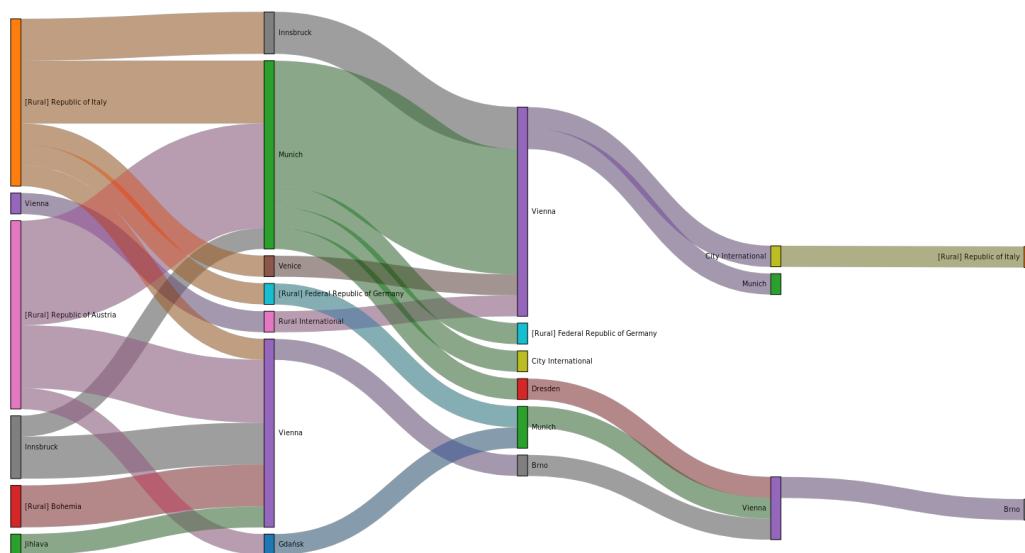 [Rural] Republic of Italy
Vienna
[Rural] Republic of Austria
Innsbruck
[Rural] Bohemia
Jihlava
Innsbruck
Munich
Venice
[Rural] Federal Republic of Germany
Rural International
Vienna
Gdańsk
Vienna
[Rural] Federal Republic of Germany
City International
Dresden
Munich
Brno
City International
Munich
Vienna
[Rural] Republic of Italy
Brno